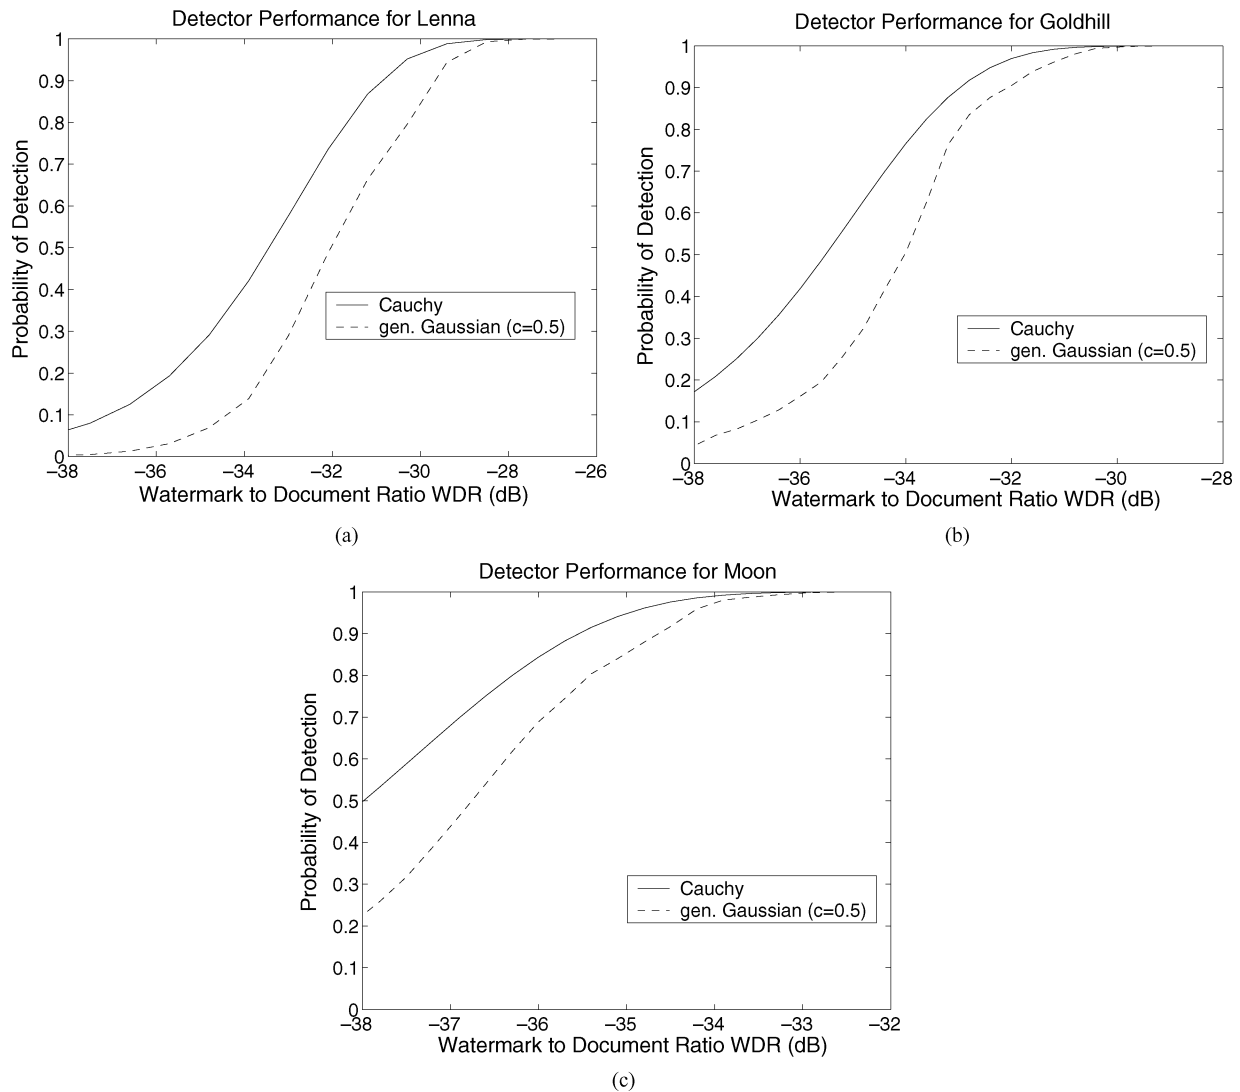 Detector Performance for Lenna
1
0.9
0.8
0.7
0.6
0.5
0.4
0.3
0.2
0.1
0
Probability of Detection
Cauchy
gen. Gaussian (c=0.5)
−38 −36 −34 −32 −30 −28 −26
Watermark to Document Ratio WDR (dB)
(a)
Detector Performance for Goldhill
1
0.9
0.8
0.7
0.6
0.5
0.4
0.3
0.2
0.1
0
Probability of Detection
Cauchy
gen. Gaussian (c=0.5)
−38 −36 −34 −32 −30 −28
Watermark to Document Ratio WDR (dB)
(b)
Detector Performance for Moon
1
0.9
0.8
0.7
0.6
0.5
0.4
0.3
0.2
0.1
0
Probability of Detection
Cauchy
gen. Gaussian (c=0.5)
−38 −37 −36 −35 −34 −33 −32
Watermark to Document Ratio WDR (dB)
(c)